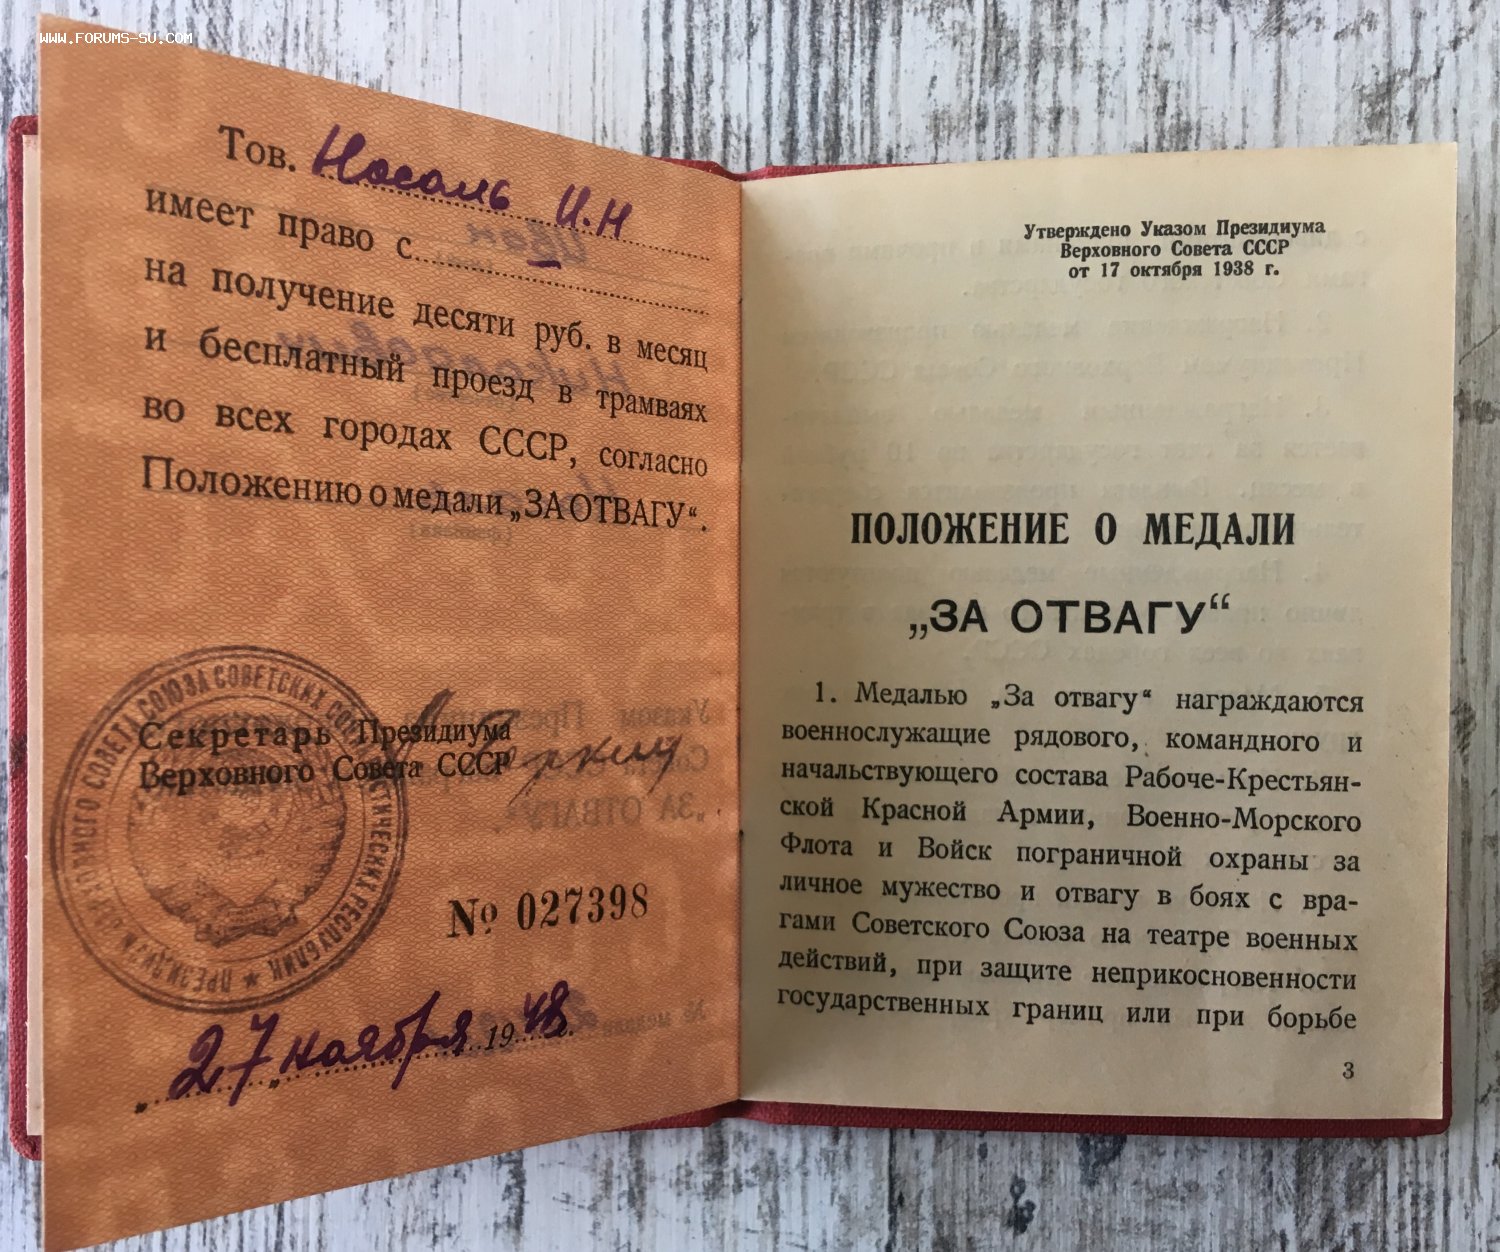 WWW.FORUMS-SU.COM
Тов. Носаль И.Н
имеет право с
на получение десяти руб. в месяц
и бесплатный проезд в трамваях
во всех городах СССР, согласно
Положению о медали „ЗА ОТВАГУ“.
Секретарь Президиума
Верховного Совета СССР
№ 027398
„27„ ноября 1948 г.
Утверждено Указом Президиума
Верховного Совета СССР
от 17 октября 1938 г.
ПОЛОЖЕНИЕ О МЕДАЛИ
„ЗА ОТВАГУ“
1. Медалью „За отвагу“ награждаются
военнослужащие рядового, командного и
начальствующего состава Рабоче-Крестьян-
ской Красной Армии, Военно-Морского
Флота и Войск пограничной охраны за
личное мужество и отвагу в боях с вра-
гами Советского Союза на театре военных
действий, при защите неприкосновенности
государственных границ или при борьбе
3